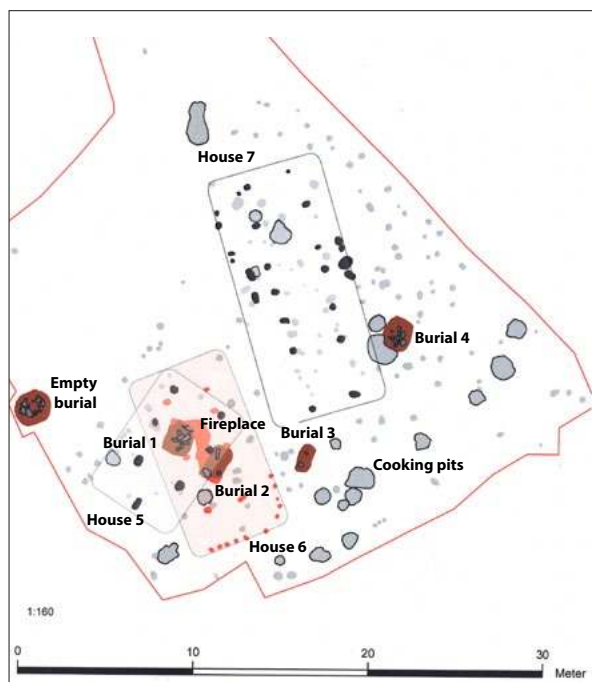 House 7
Burial 4
Empty
burial
Fireplace
Burial 1
Burial 3
Cooking pits
Burial 2
House 5
House 6
1:160
0 10 20 30 Meter